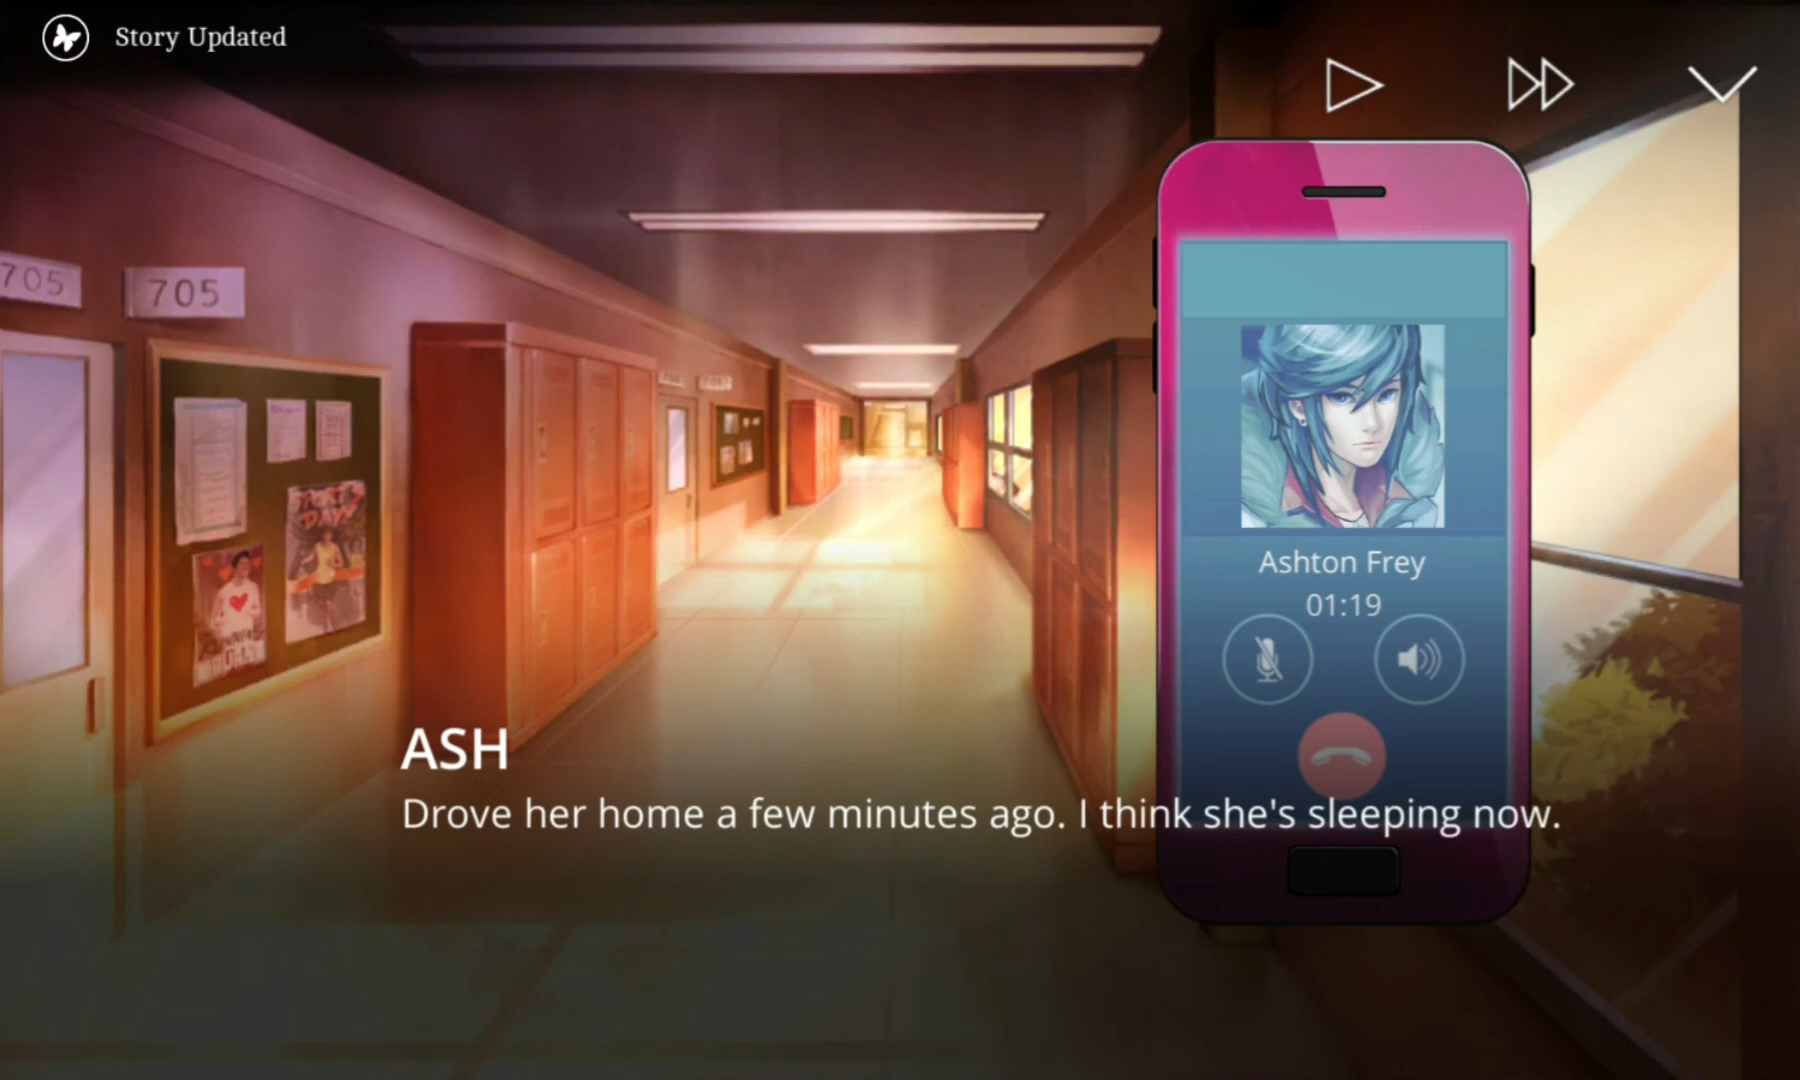 Story Updated
705
705
Ashton Frey
01:19
ASH
Drove her home a few minutes ago. I think she's sleeping now.